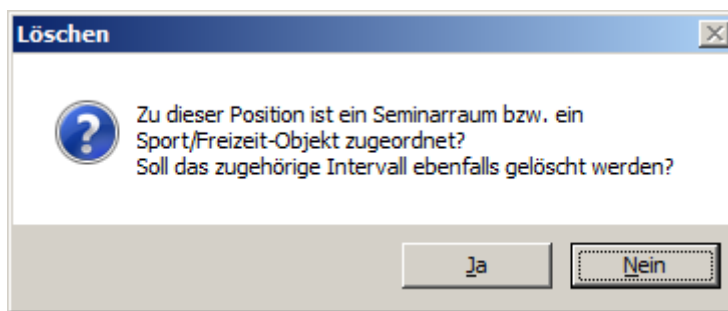 Löschen
Zu dieser Position ist ein Seminarraum bzw. ein
Sport/Freizeit-Objekt zugeordnet?
Soll das zugehörige Intervall ebenfalls gelöscht werden?
Ja
Nein